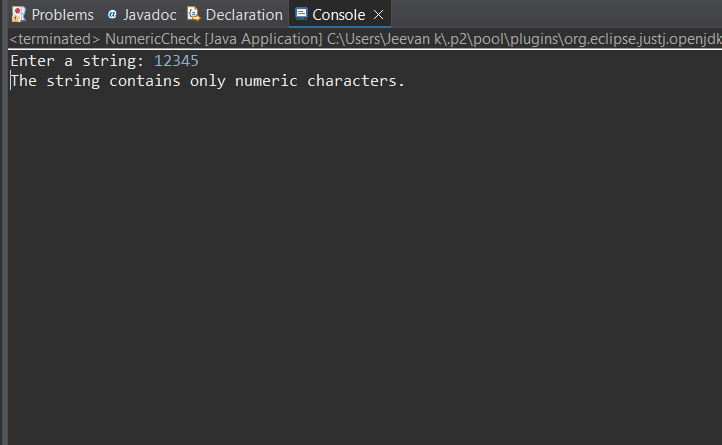 Problems @ Javadoc Declaration Console
<terminated> NumericCheck [Java Application] C:\Users\Jeevan k\.p2\pool\plugins\org.eclipse.justj.openjdk
Enter a string: 12345
The string contains only numeric characters.